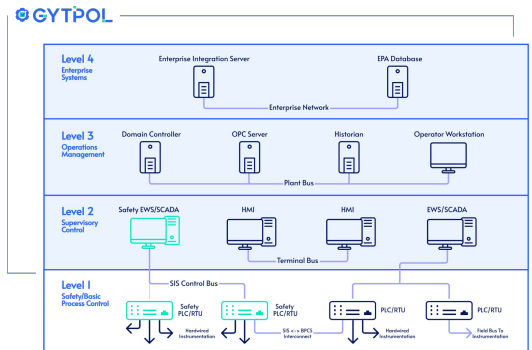 GYTPOL
Level 4
Enterprise
Systems
Enterprise Integration Server
EPA Database
Enterprise Network
Level 3
Operations
Management
Domain Controller
OPC Server
Historian
Operator Workstation
Plant Bus
Level 2
Supervisory
Control
Safety EWS/SCADA
HMI
HMI
EWS/SCADA
Terminal Bus
SIS Control Bus
Level 1
Safety/Basic
Process Control
Safety
PLC/RTU
Safety
PLC/RTU
PLC/RTU
PLC/RTU
Hardwired
Instrumentation
SIS <-> BPCS
Interconnect
Hardwired
Instrumentation
Field Bus To
Instrumentation